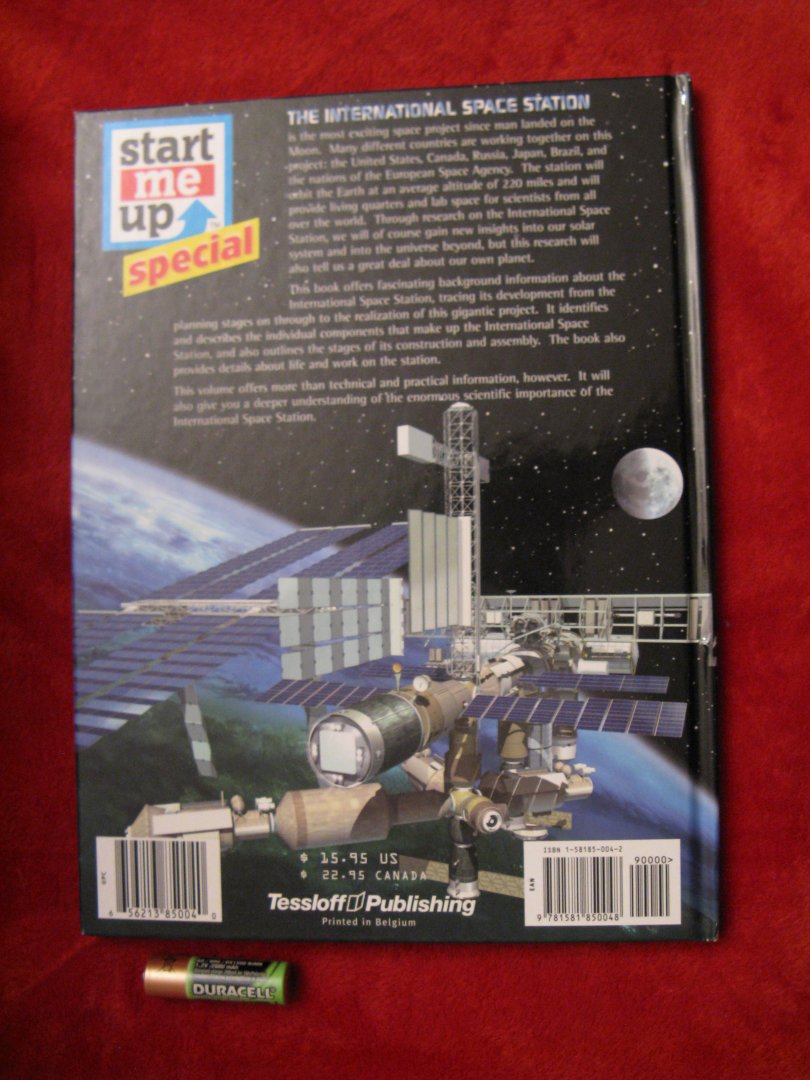 start
me
up
TM
special
THE INTERNATIONAL SPACE STATION
is the most exciting space project since man landed on the
Moon. Many different countries are working together on this
project: the United States, Canada, Russia, Japan, Brazil, and
the nations of the European Space Agency. The station will
orbit the Earth at an average altitude of 220 miles and will
provide living quarters and lab space for scientists from all
over the world. Through research on the International Space
Station, we will of course gain new insights into our solar
system and into the universe beyond, but this research will
also tell us a great deal about our own planet.
This book offers fascinating background information about the
International Space Station, tracing its development from the
planning stages on through to the realization of this gigantic project. It identifies
and describes the individual components that make up the International Space
Station, and also outlines the stages of its construction and assembly. The book also
provides details about life and work on the station.
This volume offers more than technical and practical information, however. It will
also give you a deeper understanding of the enormous scientific importance of the
International Space Station.
UPC
6 56213 85004 0
$ 15.95 US
$ 22.95 CANADA
Tessloff Publishing
Printed in Belgium
ISBN 1-58185-004-2
90000>
EAN
9 781581 850048
DURACELL